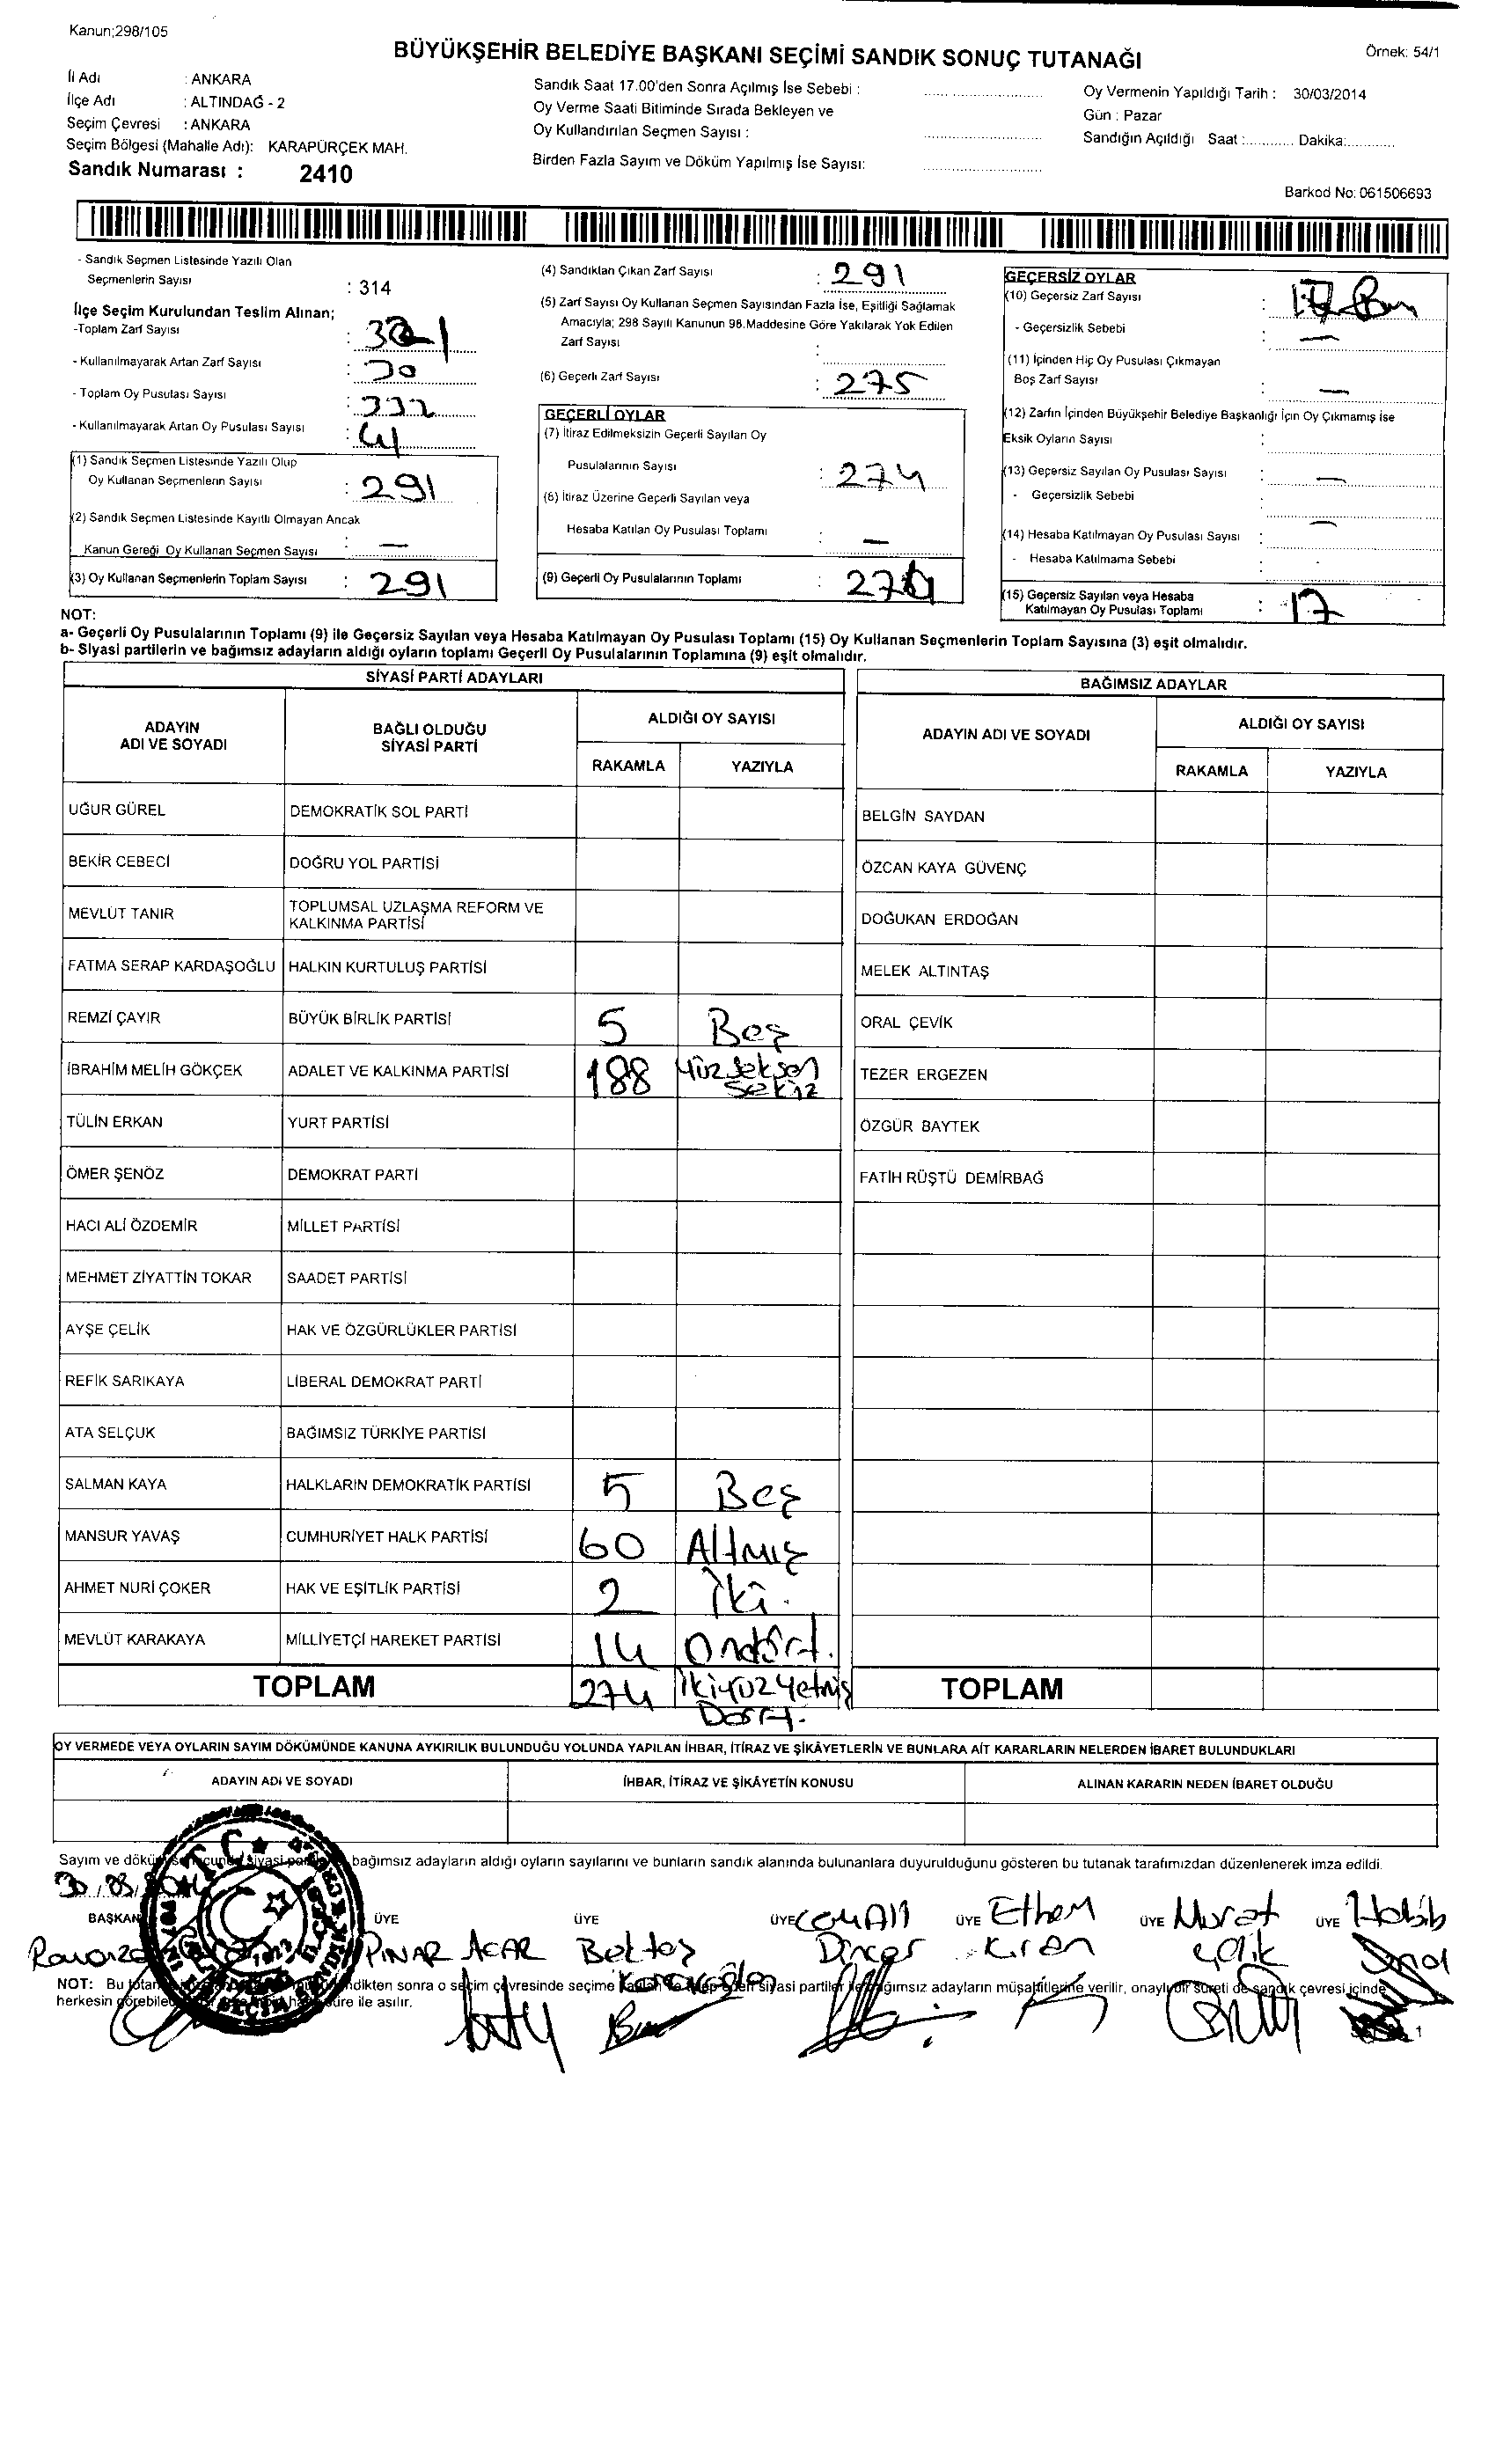 Kanun;298/105
BÜYÜKŞEHİR BELEDİYE BAŞKANI SEÇİMİ SANDIK SONUÇ TUTANAĞI
Örnek: 54/1
İl Adı : ANKARA
İlçe Adı : ALTINDAĞ - 2
Seçim Çevresi : ANKARA
Seçim Bölgesi (Mahalle Adı): KARAPÜRÇEK MAH.
Sandık Numarası : 2410
Sandık Saat 17.00'den Sonra Açılmış İse Sebebi :
Oy Verme Saati Bitiminde Sırada Bekleyen ve
Oy Kullandırılan Seçmen Sayısı :
Birden Fazla Sayım ve Döküm Yapılmış İse Sayısı:
Oy Vermenin Yapıldığı Tarih : 30/03/2014
Gün : Pazar
Sandığın Açıldığı Saat :............ Dakika:............
Barkod No: 061506693
- Sandık Seçmen Listesinde Yazılı Olan
Seçmenlerin Sayısı : 314
İlçe Seçim Kurulundan Teslim Alınan;
-Toplam Zarf Sayısı :
- Kullanılmayarak Artan Zarf Sayısı : 30
- Toplam Oy Pusulası Sayısı : 332
- Kullanılmayarak Artan Oy Pusulası Sayısı : 41
(1) Sandık Seçmen Listesinde Yazılı Olup
Oy Kullanan Seçmenlerin Sayısı : 291
(2) Sandık Seçmen Listesinde Kayıtlı Olmayan Ancak
Kanun Gereği Oy Kullanan Seçmen Sayısı : —
(3) Oy Kullanan Seçmenlerin Toplam Sayısı : 291
(4) Sandıktan Çıkan Zarf Sayısı : 291
(5) Zarf Sayısı Oy Kullanan Seçmen Sayısından Fazla İse, Eşitliği Sağlamak
Amacıyla; 298 Sayılı Kanunun 98.Maddesine Göre Yakılarak Yok Edilen
Zarf Sayısı :
(6) Geçerli Zarf Sayısı : 275
GEÇERLİ OYLAR
(7) İtiraz Edilmeksizin Geçerli Sayılan Oy
Pusulalarının Sayısı : 274
(8) İtiraz Üzerine Geçerli Sayılan veya
Hesaba Katılan Oy Pusulası Toplamı : —
(9) Geçerli Oy Pusulalarının Toplamı : 274
GEÇERSİZ OYLAR
(10) Geçersiz Zarf Sayısı : 17
- Geçersizlik Sebebi : —
(11) İçinden Hiç Oy Pusulası Çıkmayan
Boş Zarf Sayısı : —
(12) Zarfın İçinden Büyükşehir Belediye Başkanlığı İçin Oy Çıkmamış İse
Eksik Oyların Sayısı :
(13) Geçersiz Sayılan Oy Pusulası Sayısı : —
- Geçersizlik Sebebi :
(14) Hesaba Katılmayan Oy Pusulası Sayısı : —
- Hesaba Katılmama Sebebi :
(15) Geçersiz Sayılan veya Hesaba
Katılmayan Oy Pusulası Toplamı : 17
NOT:
a- Geçerli Oy Pusulalarının Toplamı (9) ile Geçersiz Sayılan veya Hesaba Katılmayan Oy Pusulası Toplamı (15) Oy Kullanan Seçmenlerin Toplam Sayısına (3) eşit olmalıdır.
b- Siyasi partilerin ve bağımsız adayların aldığı oyların toplamı Geçerli Oy Pusulalarının Toplamına (9) eşit olmalıdır.
SİYASİ PARTİ ADAYLARI
ADAYIN ADI VE SOYADI BAĞLI OLDUĞU SİYASİ PARTİ ALDIĞI OY SAYISI
RAKAMLA YAZIYLA
UĞUR GÜREL DEMOKRATİK SOL PARTİ
BEKİR CEBECİ DOĞRU YOL PARTİSİ
MEVLÜT TANIR TOPLUMSAL UZLAŞMA REFORM VE KALKINMA PARTİSİ
FATMA SERAP KARDAŞOĞLU HALKIN KURTULUŞ PARTİSİ
REMZİ ÇAYIR BÜYÜK BİRLİK PARTİSİ 5 Beş
İBRAHİM MELİH GÖKÇEK ADALET VE KALKINMA PARTİSİ 188 Yüzseksen sekiz
TÜLİN ERKAN YURT PARTİSİ
ÖMER ŞENÖZ DEMOKRAT PARTİ
HACI ALİ ÖZDEMİR MİLLET PARTİSİ
MEHMET ZİYATTİN TOKAR SAADET PARTİSİ
AYŞE ÇELİK HAK VE ÖZGÜRLÜKLER PARTİSİ
REFİK SARIKAYA LİBERAL DEMOKRAT PARTİ
ATA SELÇUK BAĞIMSIZ TÜRKİYE PARTİSİ
SALMAN KAYA HALKLARIN DEMOKRATİK PARTİSİ 5 Beş
MANSUR YAVAŞ CUMHURİYET HALK PARTİSİ 60 Altmış
AHMET NURİ ÇOKER HAK VE EŞİTLİK PARTİSİ 2 İki.
MEVLÜT KARAKAYA MİLLİYETÇİ HAREKET PARTİSİ 14 Ondört.
TOPLAM 274 İkiyüzyetmiş Dört.
BAĞIMSIZ ADAYLAR
ADAYIN ADI VE SOYADI ALDIĞI OY SAYISI
RAKAMLA YAZIYLA
BELGİN SAYDAN
ÖZCAN KAYA GÜVENÇ
DOĞUKAN ERDOĞAN
MELEK ALTINTAŞ
ORAL ÇEVİK
TEZER ERGEZEN
ÖZGÜR BAYTEK
FATİH RÜŞTÜ DEMİRBAĞ
TOPLAM
OY VERMEDE VEYA OYLARIN SAYIM DÖKÜMÜNDE KANUNA AYKIRILIK BULUNDUĞU YOLUNDA YAPILAN İHBAR, İTİRAZ VE ŞİKÂYETLERİN VE BUNLARA AİT KARARLARIN NELERDEN İBARET BULUNDUKLARI
ADAYIN ADI VE SOYADI İHBAR, İTİRAZ VE ŞİKÂYETİN KONUSU ALINAN KARARIN NEDEN İBARET OLDUĞU
Sayım ve döküm bağımsız adayların aldığı oyların sayılarını ve bunların sandık alanında bulunanlara duyurulduğunu gösteren bu tutanak tarafımızdan düzenlenerek imza edildi.
30.03.
T.C.
BAŞKAN ÜYE ÜYE ÜYE ÜYE ÜYE ÜYE
PINAR ACAR
Bektaş
Dinçer
Ethem Kıran
Murat Çelik
Habib
NOT: Bu sonra o seçim çevresinde seçime siyasi partiler bağımsız adayların müşahitlerine verilir, onaylı bir sureti de sandık çevresi içinde
herkesin süre ile asılır.
1